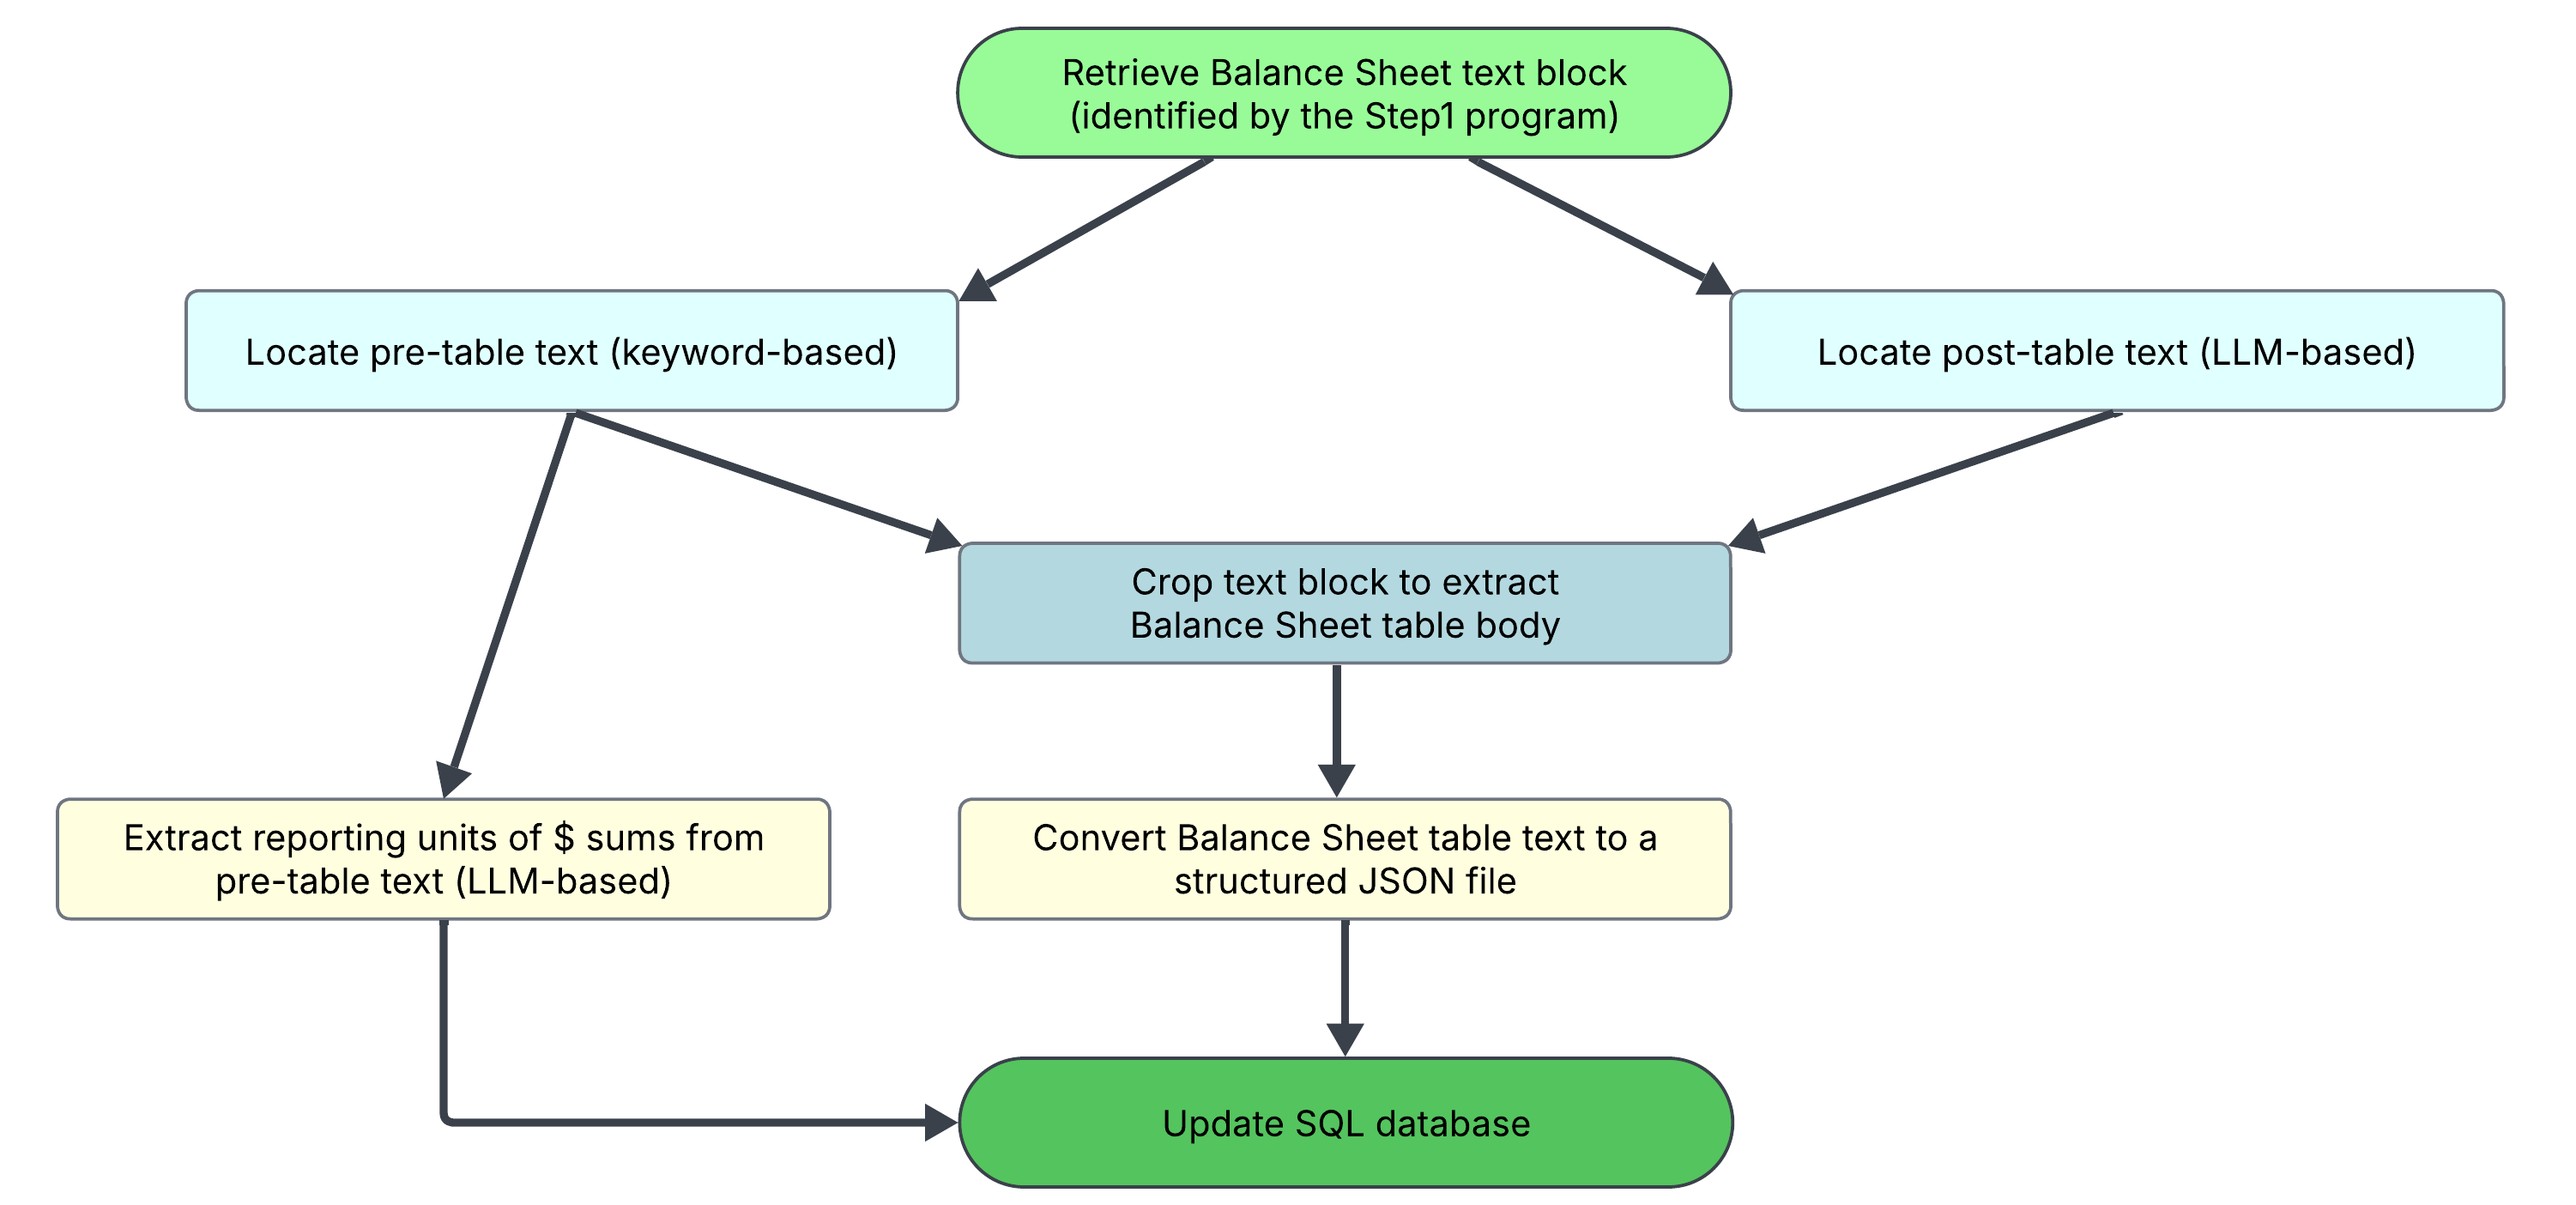 Retrieve Balance Sheet text block
(identified by the Step1 program)
Locate pre-table text (keyword-based)
Locate post-table text (LLM-based)
Crop text block to extract
Balance Sheet table body
Extract reporting units of $ sums from
pre-table text (LLM-based)
Convert Balance Sheet table text to a
structured JSON file
Update SQL database